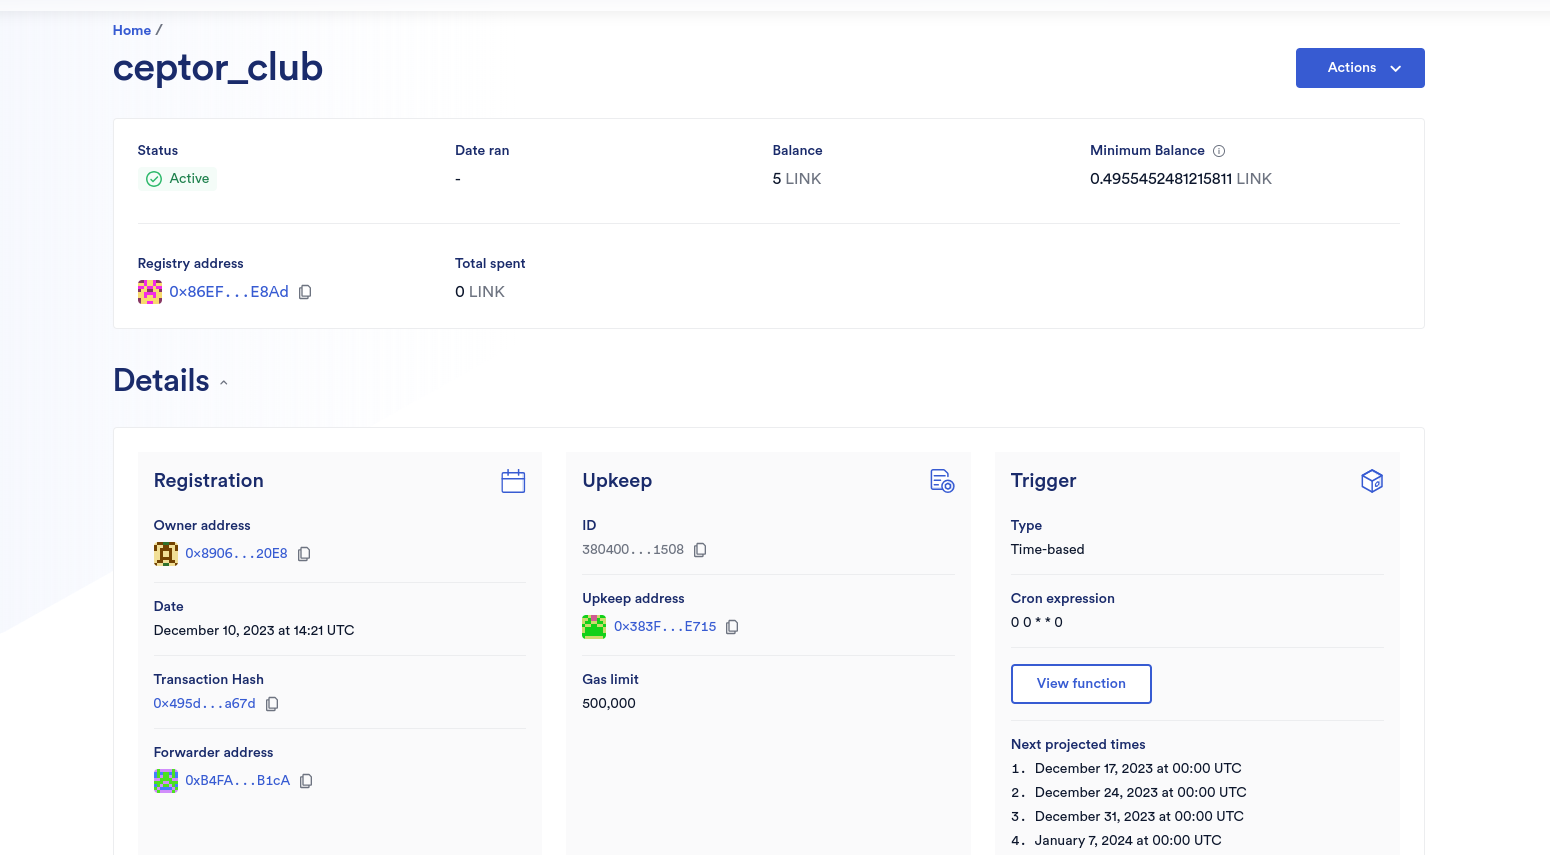 Home /
ceptor_club
Actions
Status
Active
Date ran
-
Balance
5 LINK
Minimum Balance
0.4955452481215811 LINK
Registry address
0x86EF...E8Ad
Total spent
0 LINK
Details
Registration
Owner address
0x8906...20E8
Date
December 10, 2023 at 14:21 UTC
Transaction Hash
0x495d...a67d
Forwarder address
0xB4FA...B1cA
Upkeep
ID
380400...1508
Upkeep address
0x383F...E715
Gas limit
500,000
Trigger
Type
Time-based
Cron expression
0 0 * * 0
View function
Next projected times
1. December 17, 2023 at 00:00 UTC
2. December 24, 2023 at 00:00 UTC
3. December 31, 2023 at 00:00 UTC
4. January 7, 2024 at 00:00 UTC